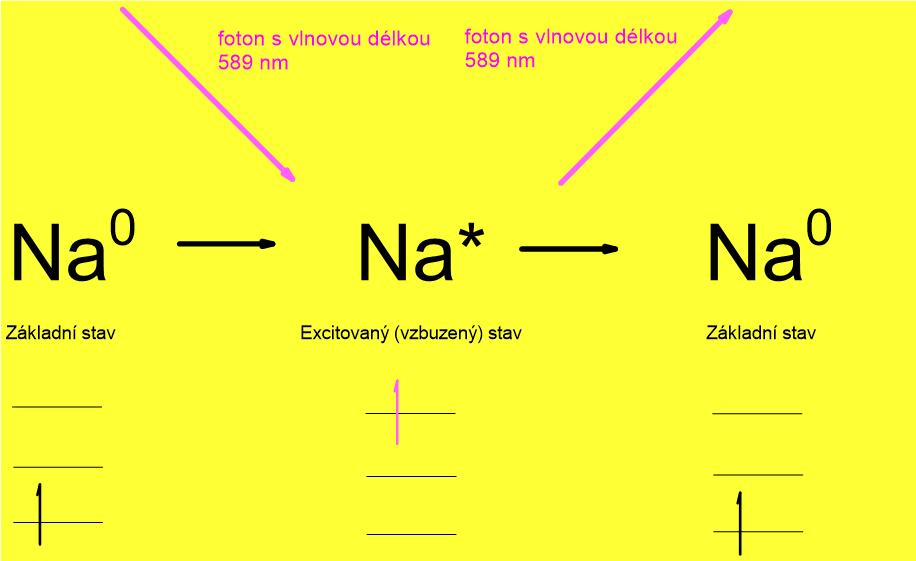 foton s vlnovou délkou
589 nm
foton s vlnovou délkou
589 nm
Na⁰
Na*
Na⁰
Základní stav
Excitovaný (vzbuzený) stav
Základní stav